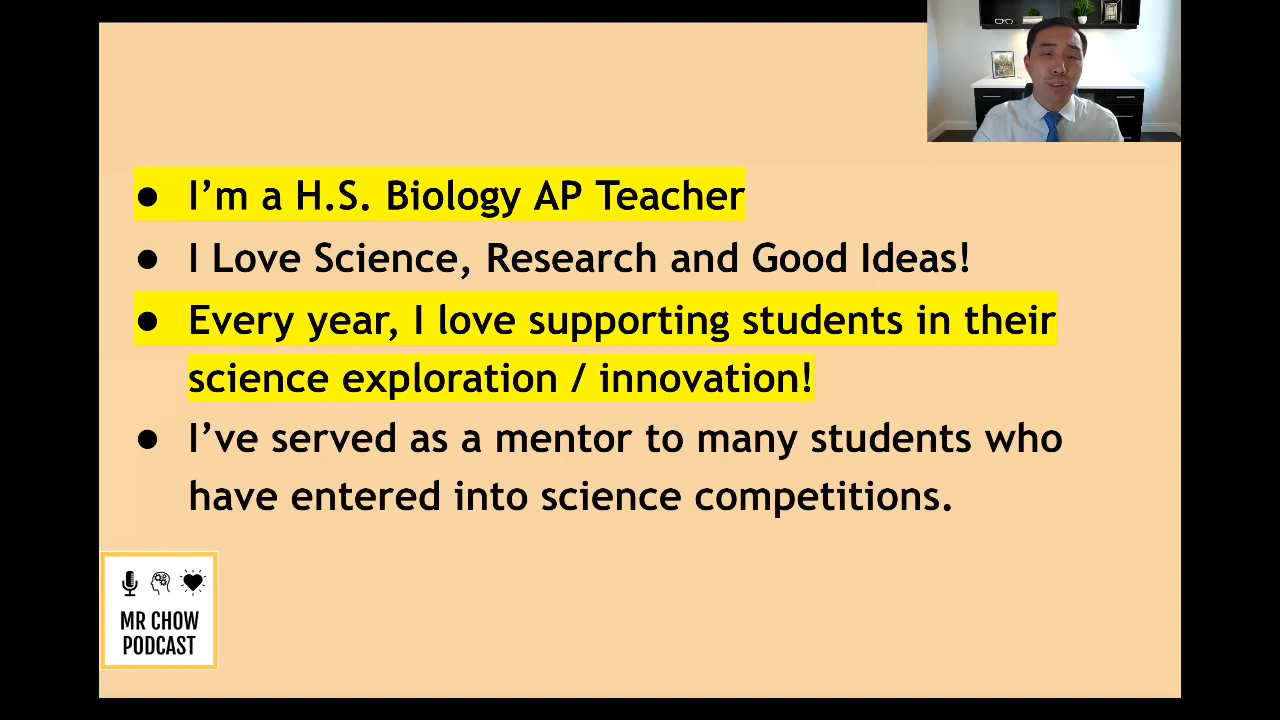 ● I’m a H.S. Biology AP Teacher
● I Love Science, Research and Good Ideas!
● Every year, I love supporting students in their
science exploration / innovation!
● I’ve served as a mentor to many students who
have entered into science competitions.
MR CHOW
PODCAST